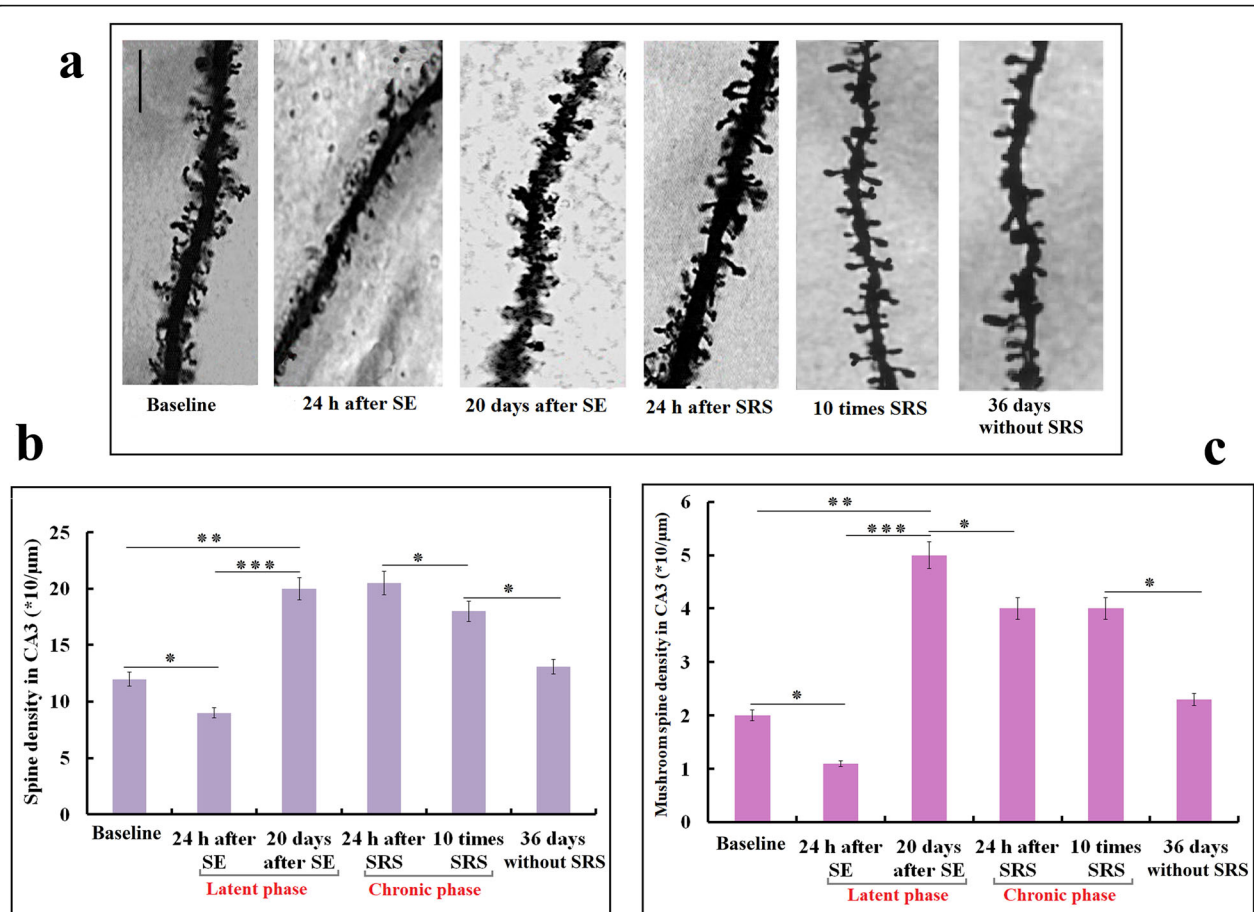 a
Baseline
24 h after SE
20 days after SE
24 h after SRS
10 times SRS
36 days
without SRS
b
Spine density in CA3 (*10/µm)
25
20
15
10
5
0
** 
***
*
*
*
Baseline
24 h after
SE
20 days
after SE
24 h after
SRS
10 times
SRS
36 days
without SRS
Latent phase
Chronic phase
c
Mushroom spine density in CA3 (*10/µm)
6
5
4
3
2
1
0
**
***
*
*
*
Baseline
24 h after
SE
20 days
after SE
24 h after
SRS
10 times
SRS
36 days
without SRS
Latent phase
Chronic phase